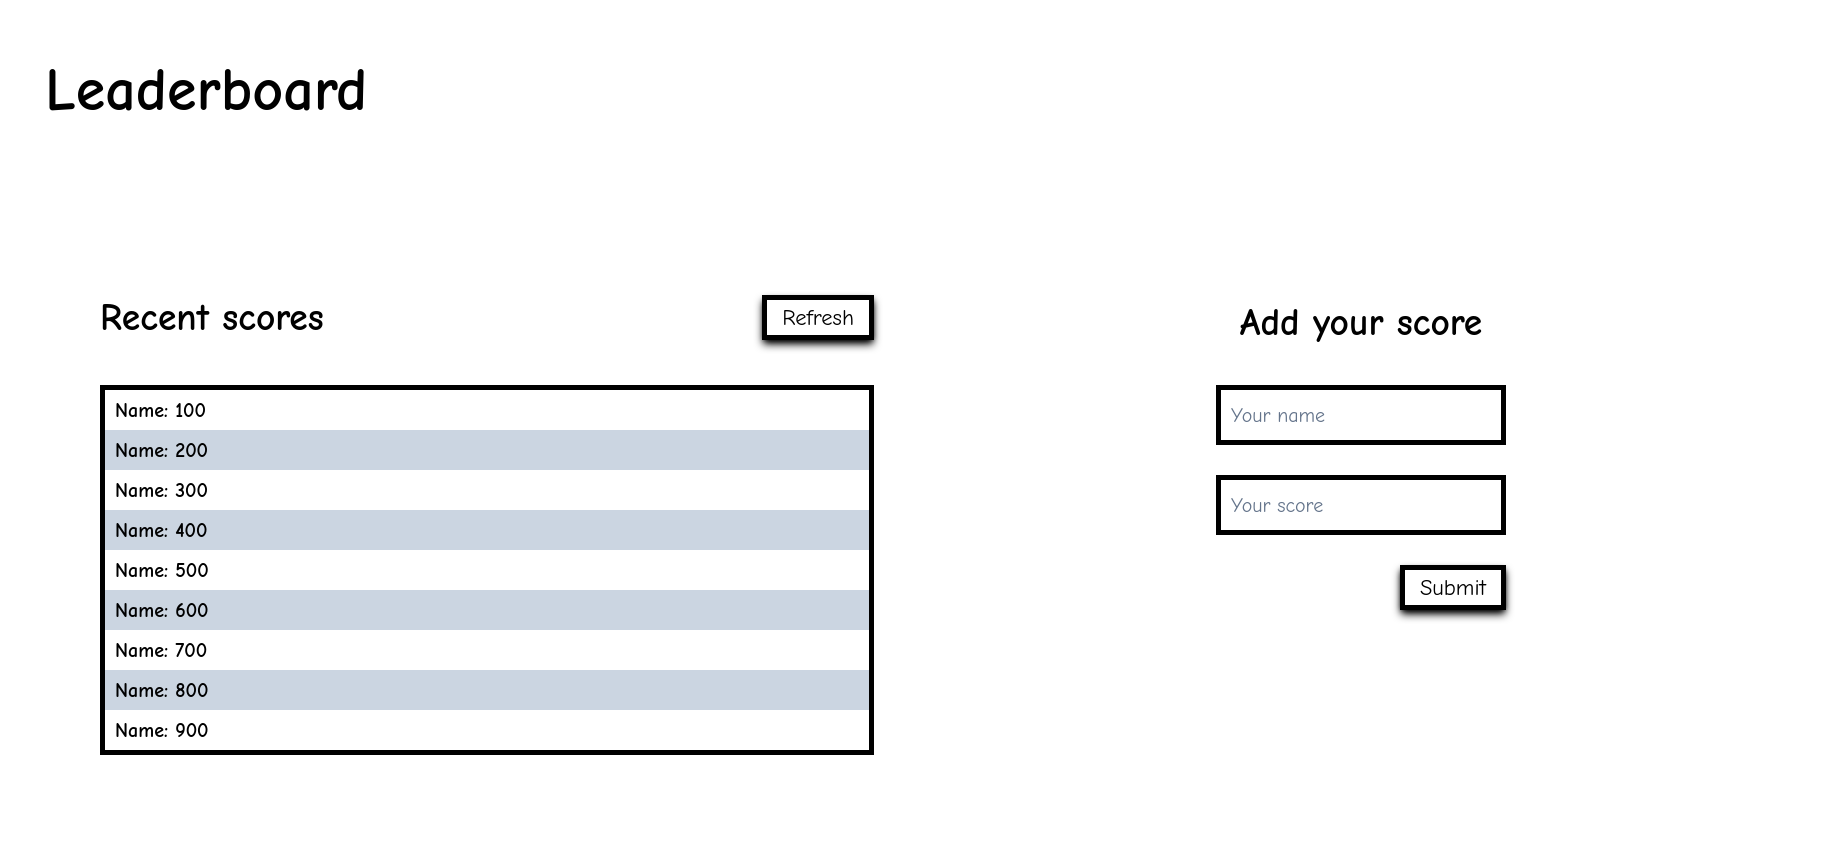 Leaderboard
Recent scores
Refresh
Name: 100
Name: 200
Name: 300
Name: 400
Name: 500
Name: 600
Name: 700
Name: 800
Name: 900
Add your score
Your name
Your score
Submit